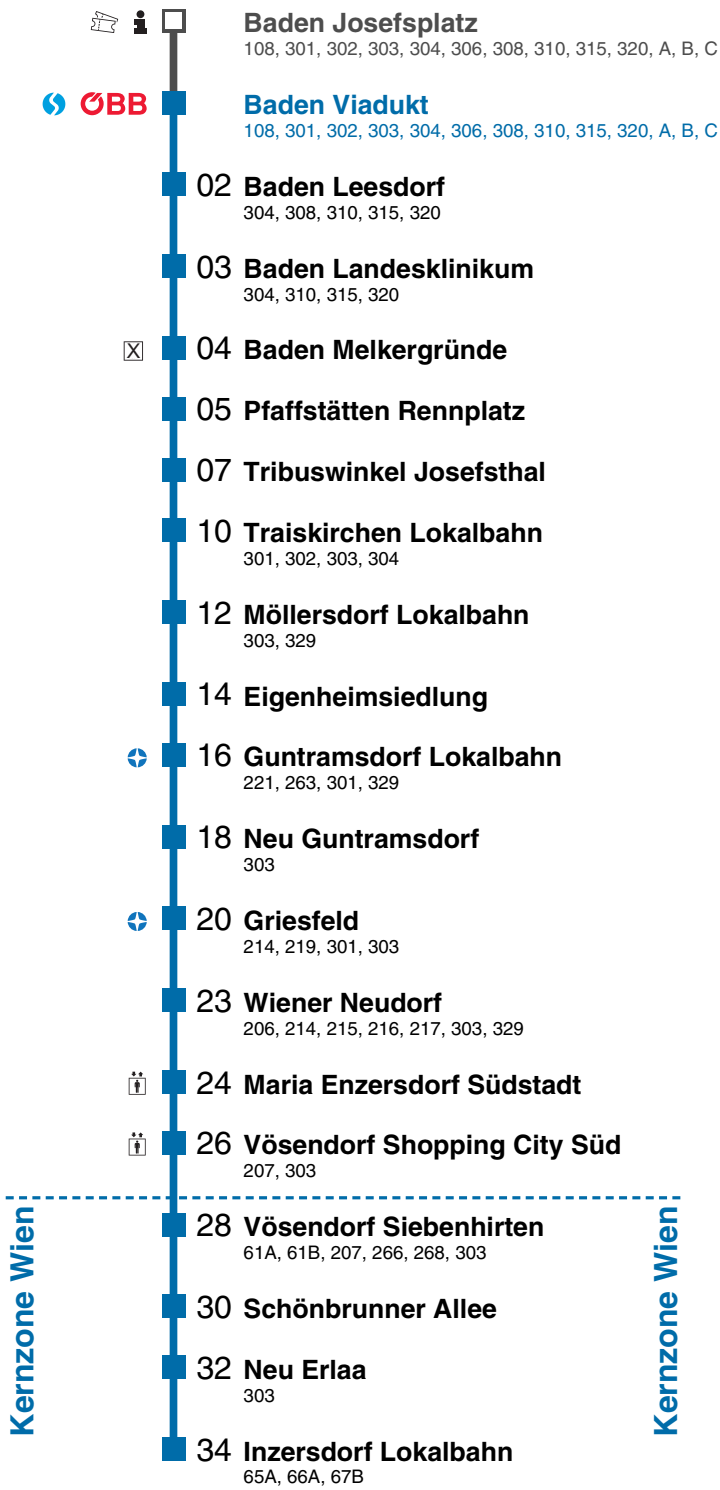 Baden Josefsplatz
108, 301, 302, 303, 304, 306, 308, 310, 315, 320, A, B, C
ÖBB Baden Viadukt
108, 301, 302, 303, 304, 306, 308, 310, 315, 320, A, B, C
02 Baden Leesdorf
304, 308, 310, 315, 320
03 Baden Landesklinikum
304, 310, 315, 320
X 04 Baden Melkergründe
05 Pfaffstätten Rennplatz
07 Tribuswinkel Josefsthal
10 Traiskirchen Lokalbahn
301, 302, 303, 304
12 Möllersdorf Lokalbahn
303, 329
14 Eigenheimsiedlung
16 Guntramsdorf Lokalbahn
221, 263, 301, 329
18 Neu Guntramsdorf
303
20 Griesfeld
214, 219, 301, 303
23 Wiener Neudorf
206, 214, 215, 216, 217, 303, 329
24 Maria Enzersdorf Südstadt
26 Vösendorf Shopping City Süd
207, 303
Kernzone Wien
28 Vösendorf Siebenhirten
61A, 61B, 207, 266, 268, 303
30 Schönbrunner Allee
32 Neu Erlaa
303
34 Inzersdorf Lokalbahn
65A, 66A, 67B
Kernzone Wien